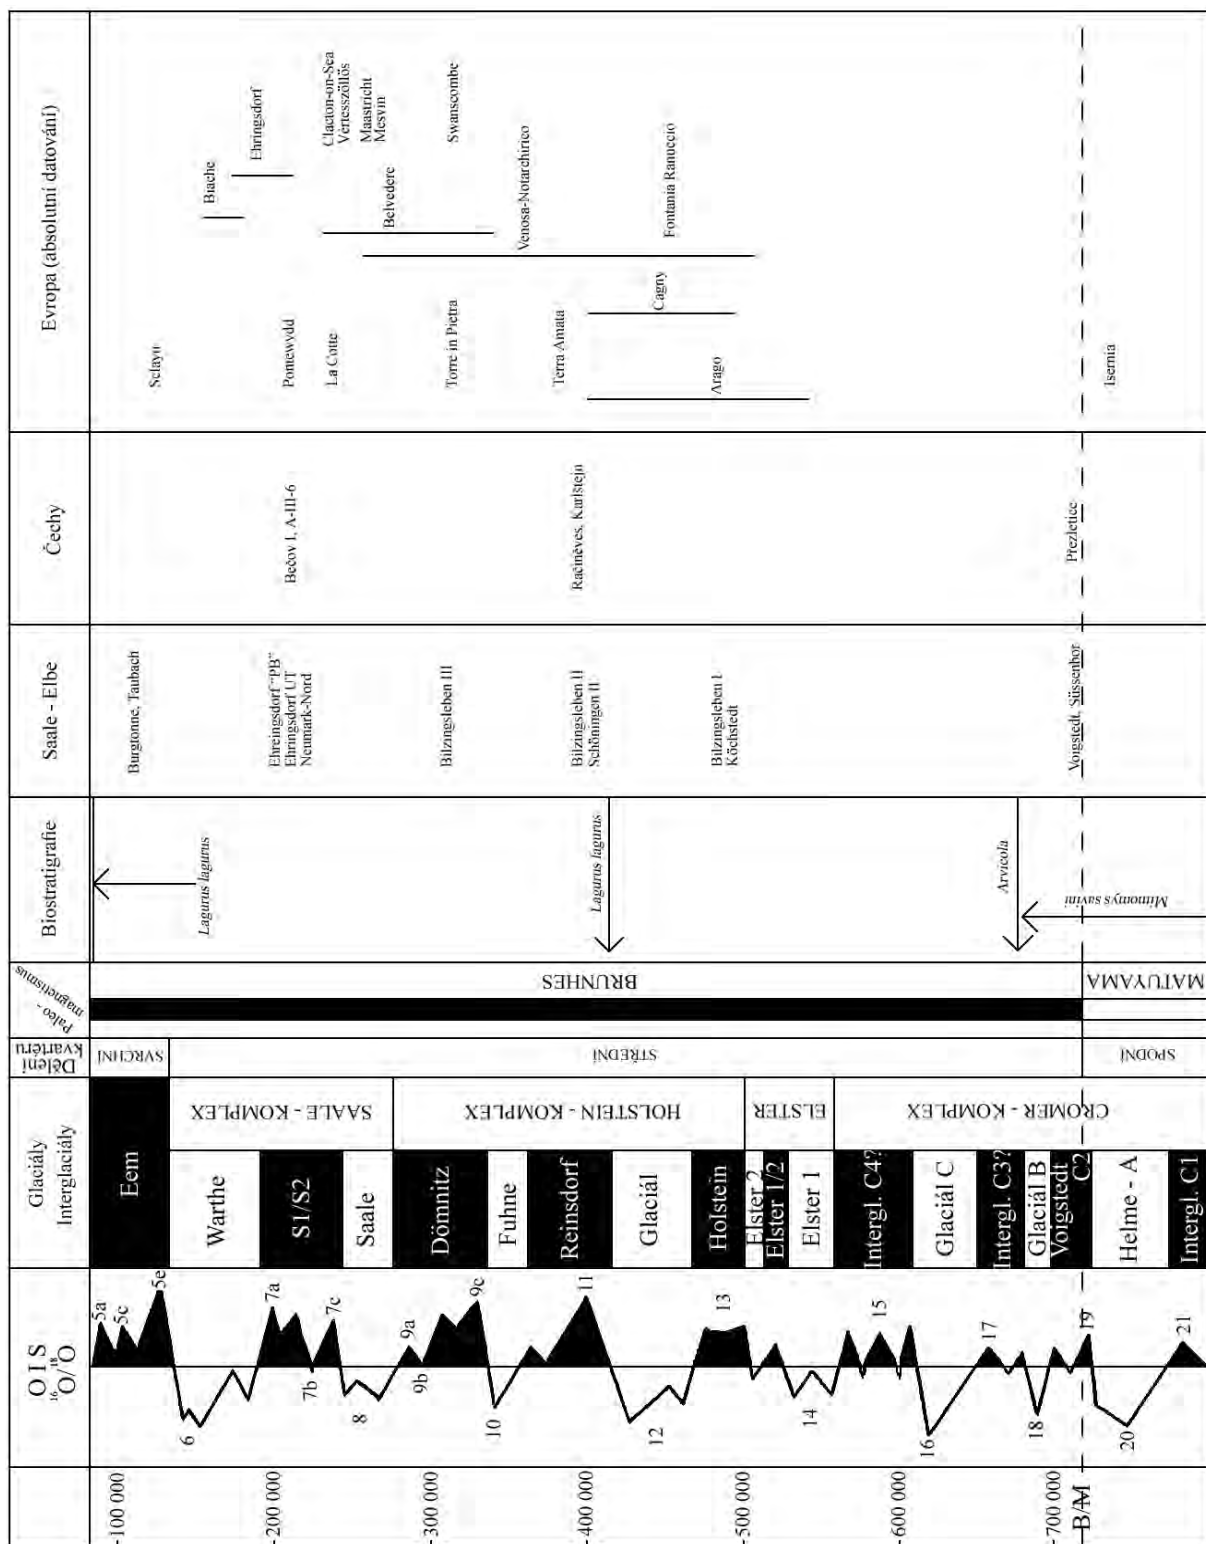 Evropa (absolutní datování)
Sclayn
Biache
Ehringsdorf
Pontewydd
La Cotte
Clacton-on-Sea
Vértesszöllös
Maastricht
Mesvin
Belvedere
Torre in Pietra
Swanscombe
Venosa-Notarchirico
Terra Amata
Cagny
Fontania Ranuccio
Arago
Isernia
Čechy
Bečov I, A-III-6
Račiněves, Karlštejn
Přezletice
Saale - Elbe
Burgtonne, Taubach
Ehreingsdorf "PB"
Ehringsdorf UT
Neumark-Nord
Bilzingsleben III
Bilzingsleben II
Schöningen II
Bilzingsleben I
Köchstedt
Voigstedt, Süssenbor
Biostratigrafie
Lagurus lagurus
Lagurus lagurus
Arvicola
Mimomys savini
Paleo -
magnetismus
BRUNHES
MATUYAMA
Dělení
kvartéru
SVRCHNÍ
STŘEDNÍ
SPODNÍ
Glaciály
Interglaciály
SAALE - KOMPLEX
HOLSTEIN - KOMPLEX
ELSTER
CROMER - KOMPLEX
Eem
Warthe
S1/S2
Saale
Dömnitz
Fuhne
Reinsdorf
Glaciál
Holstein
Elster 2
Elster 1/2
Elster 1
Intergl. C4?
Glaciál C
Intergl. C3?
Glaciál B
Voigstedt
C2
Helme - A
Intergl. C1
O I S
16O/18O
5a
5c
5e
6
7a
7b
7c
8
9a
9b
9c
10
11
12
13
14
15
16
17
18
19
20
21
100 000
200 000
300 000
400 000
500 000
600 000
700 000
B/M